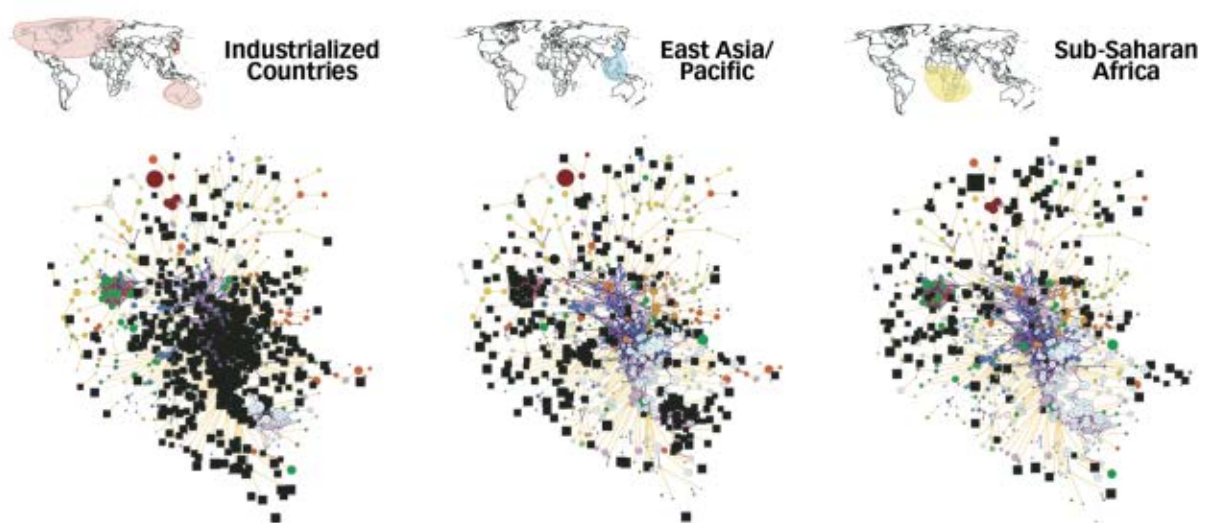 Industrialized
Countries
East Asia/
Pacific
Sub-Saharan
Africa